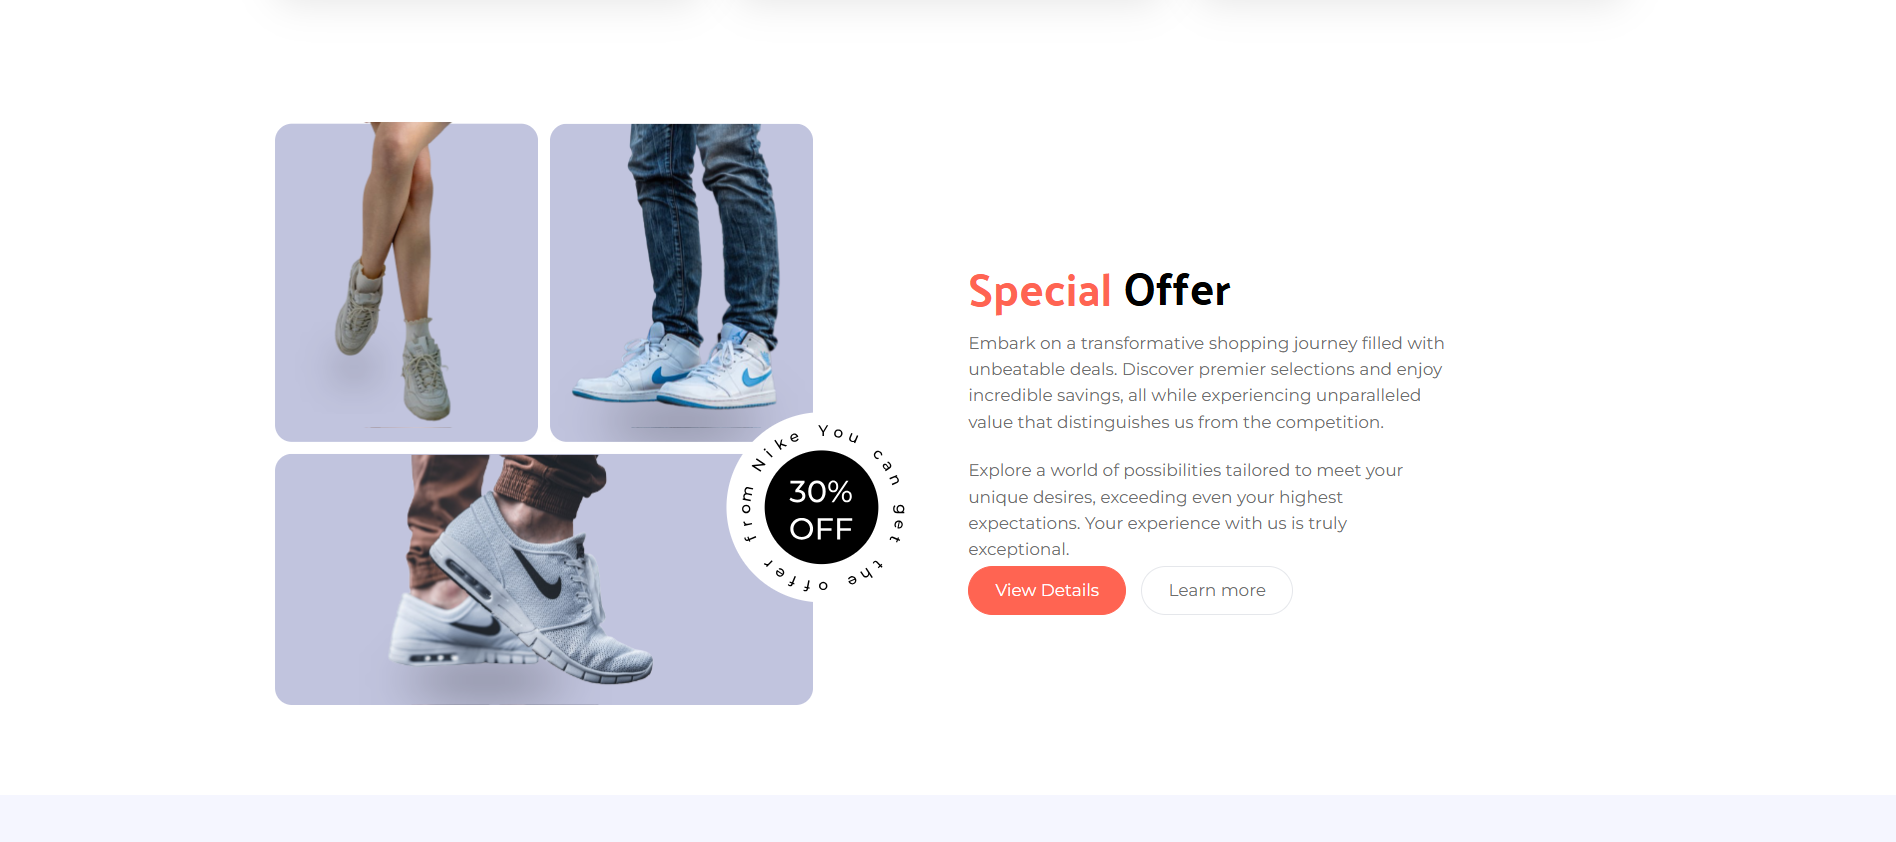 Special Offer
Embark on a transformative shopping journey filled with
unbeatable deals. Discover premier selections and enjoy
incredible savings, all while experiencing unparalleled
value that distinguishes us from the competition.
Explore a world of possibilities tailored to meet your
unique desires, exceeding even your highest
expectations. Your experience with us is truly
exceptional.
View Details
Learn more
You can get the offer from Nike
30%
OFF